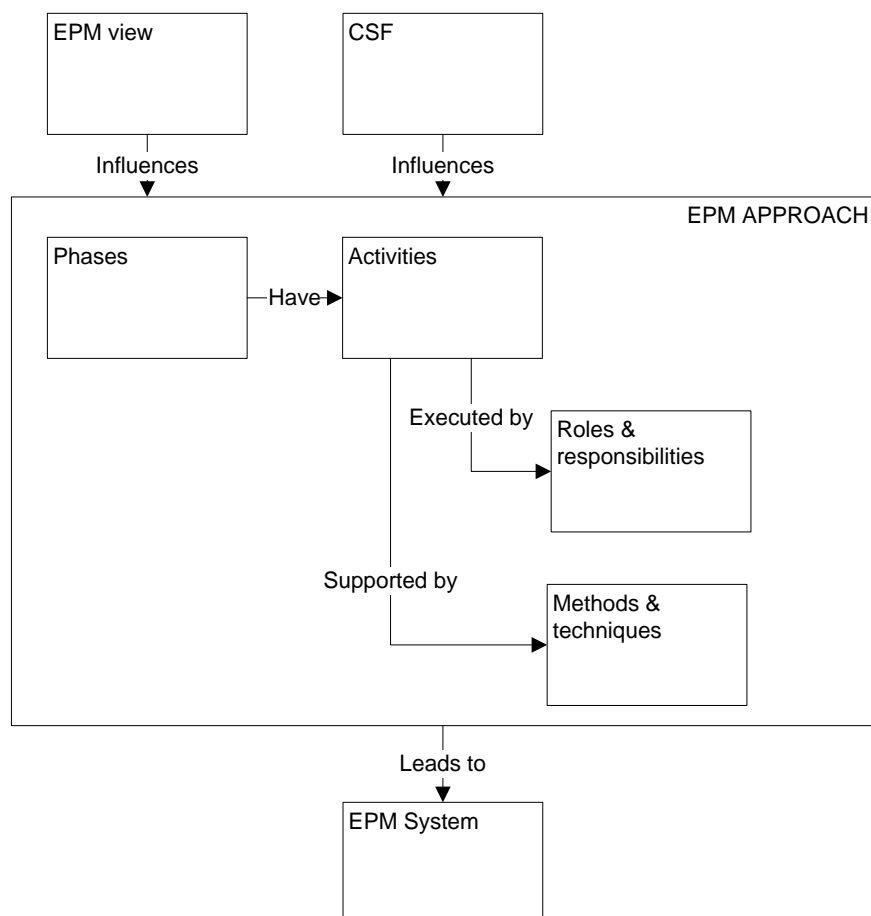 EPM view
CSF
Influences
Influences
EPM APPROACH
Phases
Activities
Have
Executed by
Roles &
responsibilities
Supported by
Methods &
techniques
Leads to
EPM System